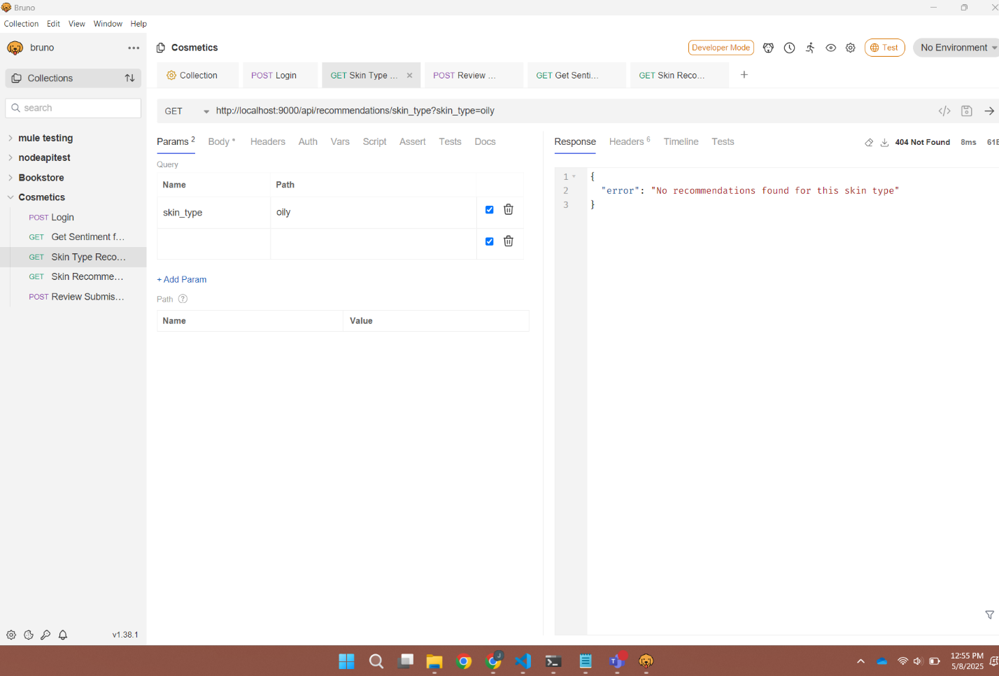 Bruno
Collection Edit View Window Help
bruno
Cosmetics
Developer Mode
Test
No Environment
Collections
Collection
POST Login
GET Skin Type ...
POST Review ...
GET Get Senti...
GET Skin Reco...
search
GET
http://localhost:9000/api/recommendations/skin_type?skin_type=oily
mule testing
nodeapitest
Bookstore
Cosmetics
POST Login
GET Get Sentiment f...
GET Skin Type Reco...
GET Skin Recomme...
POST Review Submis...
Params 2 Body Headers Auth Vars Script Assert Tests Docs
Query
Name Path
skin_type oily
+ Add Param
Path ?
Name Value
Response Headers 6 Timeline Tests
404 Not Found 8ms 61B
1 {
2 "error": "No recommendations found for this skin type"
3 }
v1.38.1
12:55 PM
5/8/2025